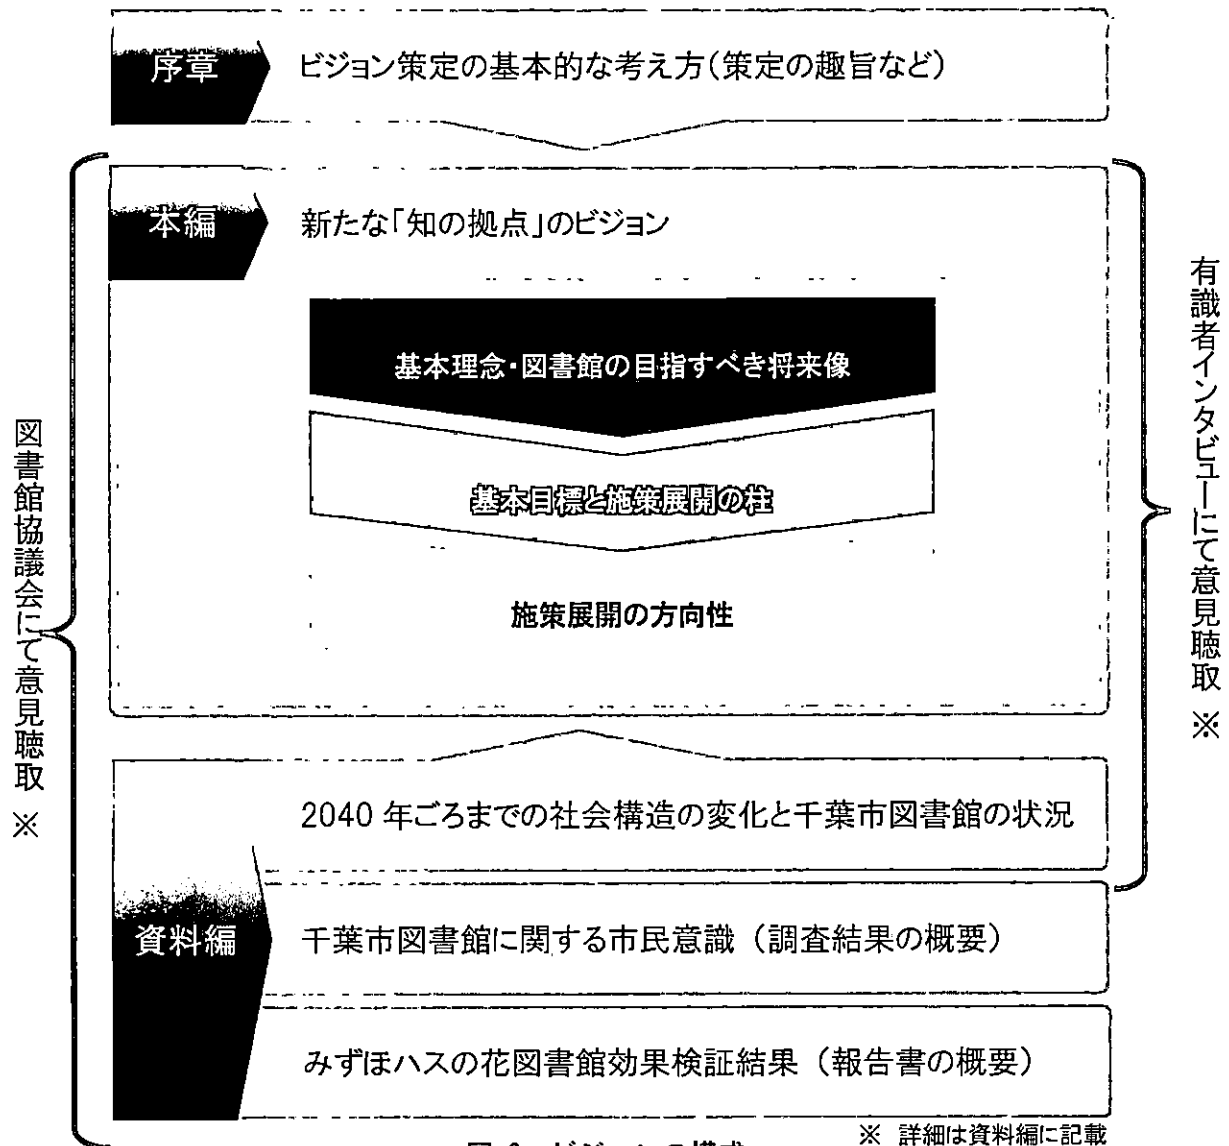 序章
ビジョン策定の基本的な考え方(策定の趣旨など)
本編
新たな「知の拠点」のビジョン
基本理念・図書館の目指すべき将来像
基本目標と施策展開の柱
施策展開の方向性
図書館協議会にて意見聴取 ※
有識者インタビューにて意見聴取 ※
資料編
2040 年ごろまでの社会構造の変化と千葉市図書館の状況
千葉市図書館に関する市民意識(調査結果の概要)
みずほハスの花図書館効果検証結果(報告書の概要)
※ 詳細は資料編に記載